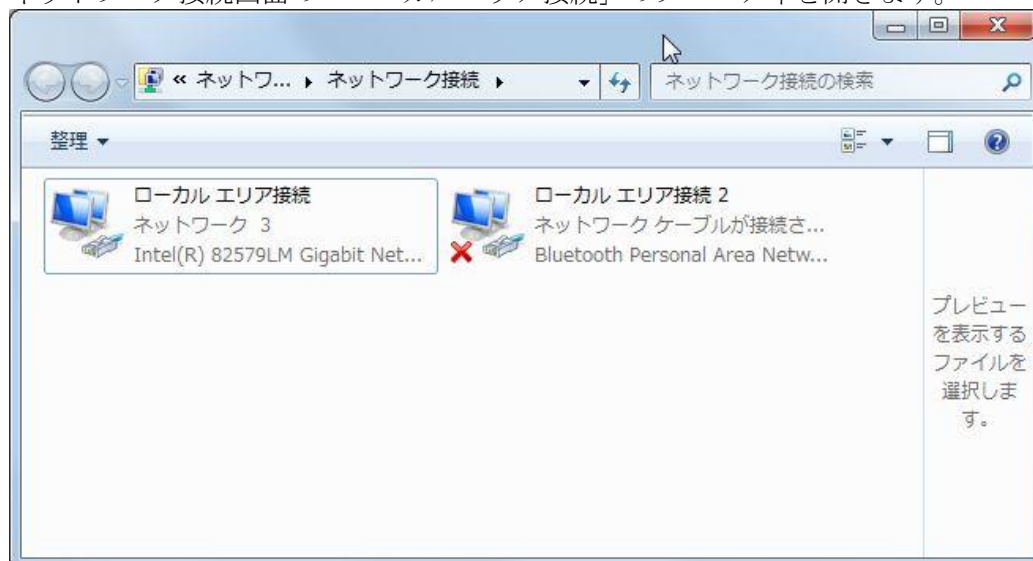 « ネットワ... ▸ ネットワーク接続 ▸
ネットワーク接続の検索
整理 ▼
ローカル エリア接続
ネットワーク 3
Intel(R) 82579LM Gigabit Net...
ローカル エリア接続 2
ネットワーク ケーブルが接続さ...
Bluetooth Personal Area Netw...
プレビュー
を表示する
ファイルを
選択しま
す。